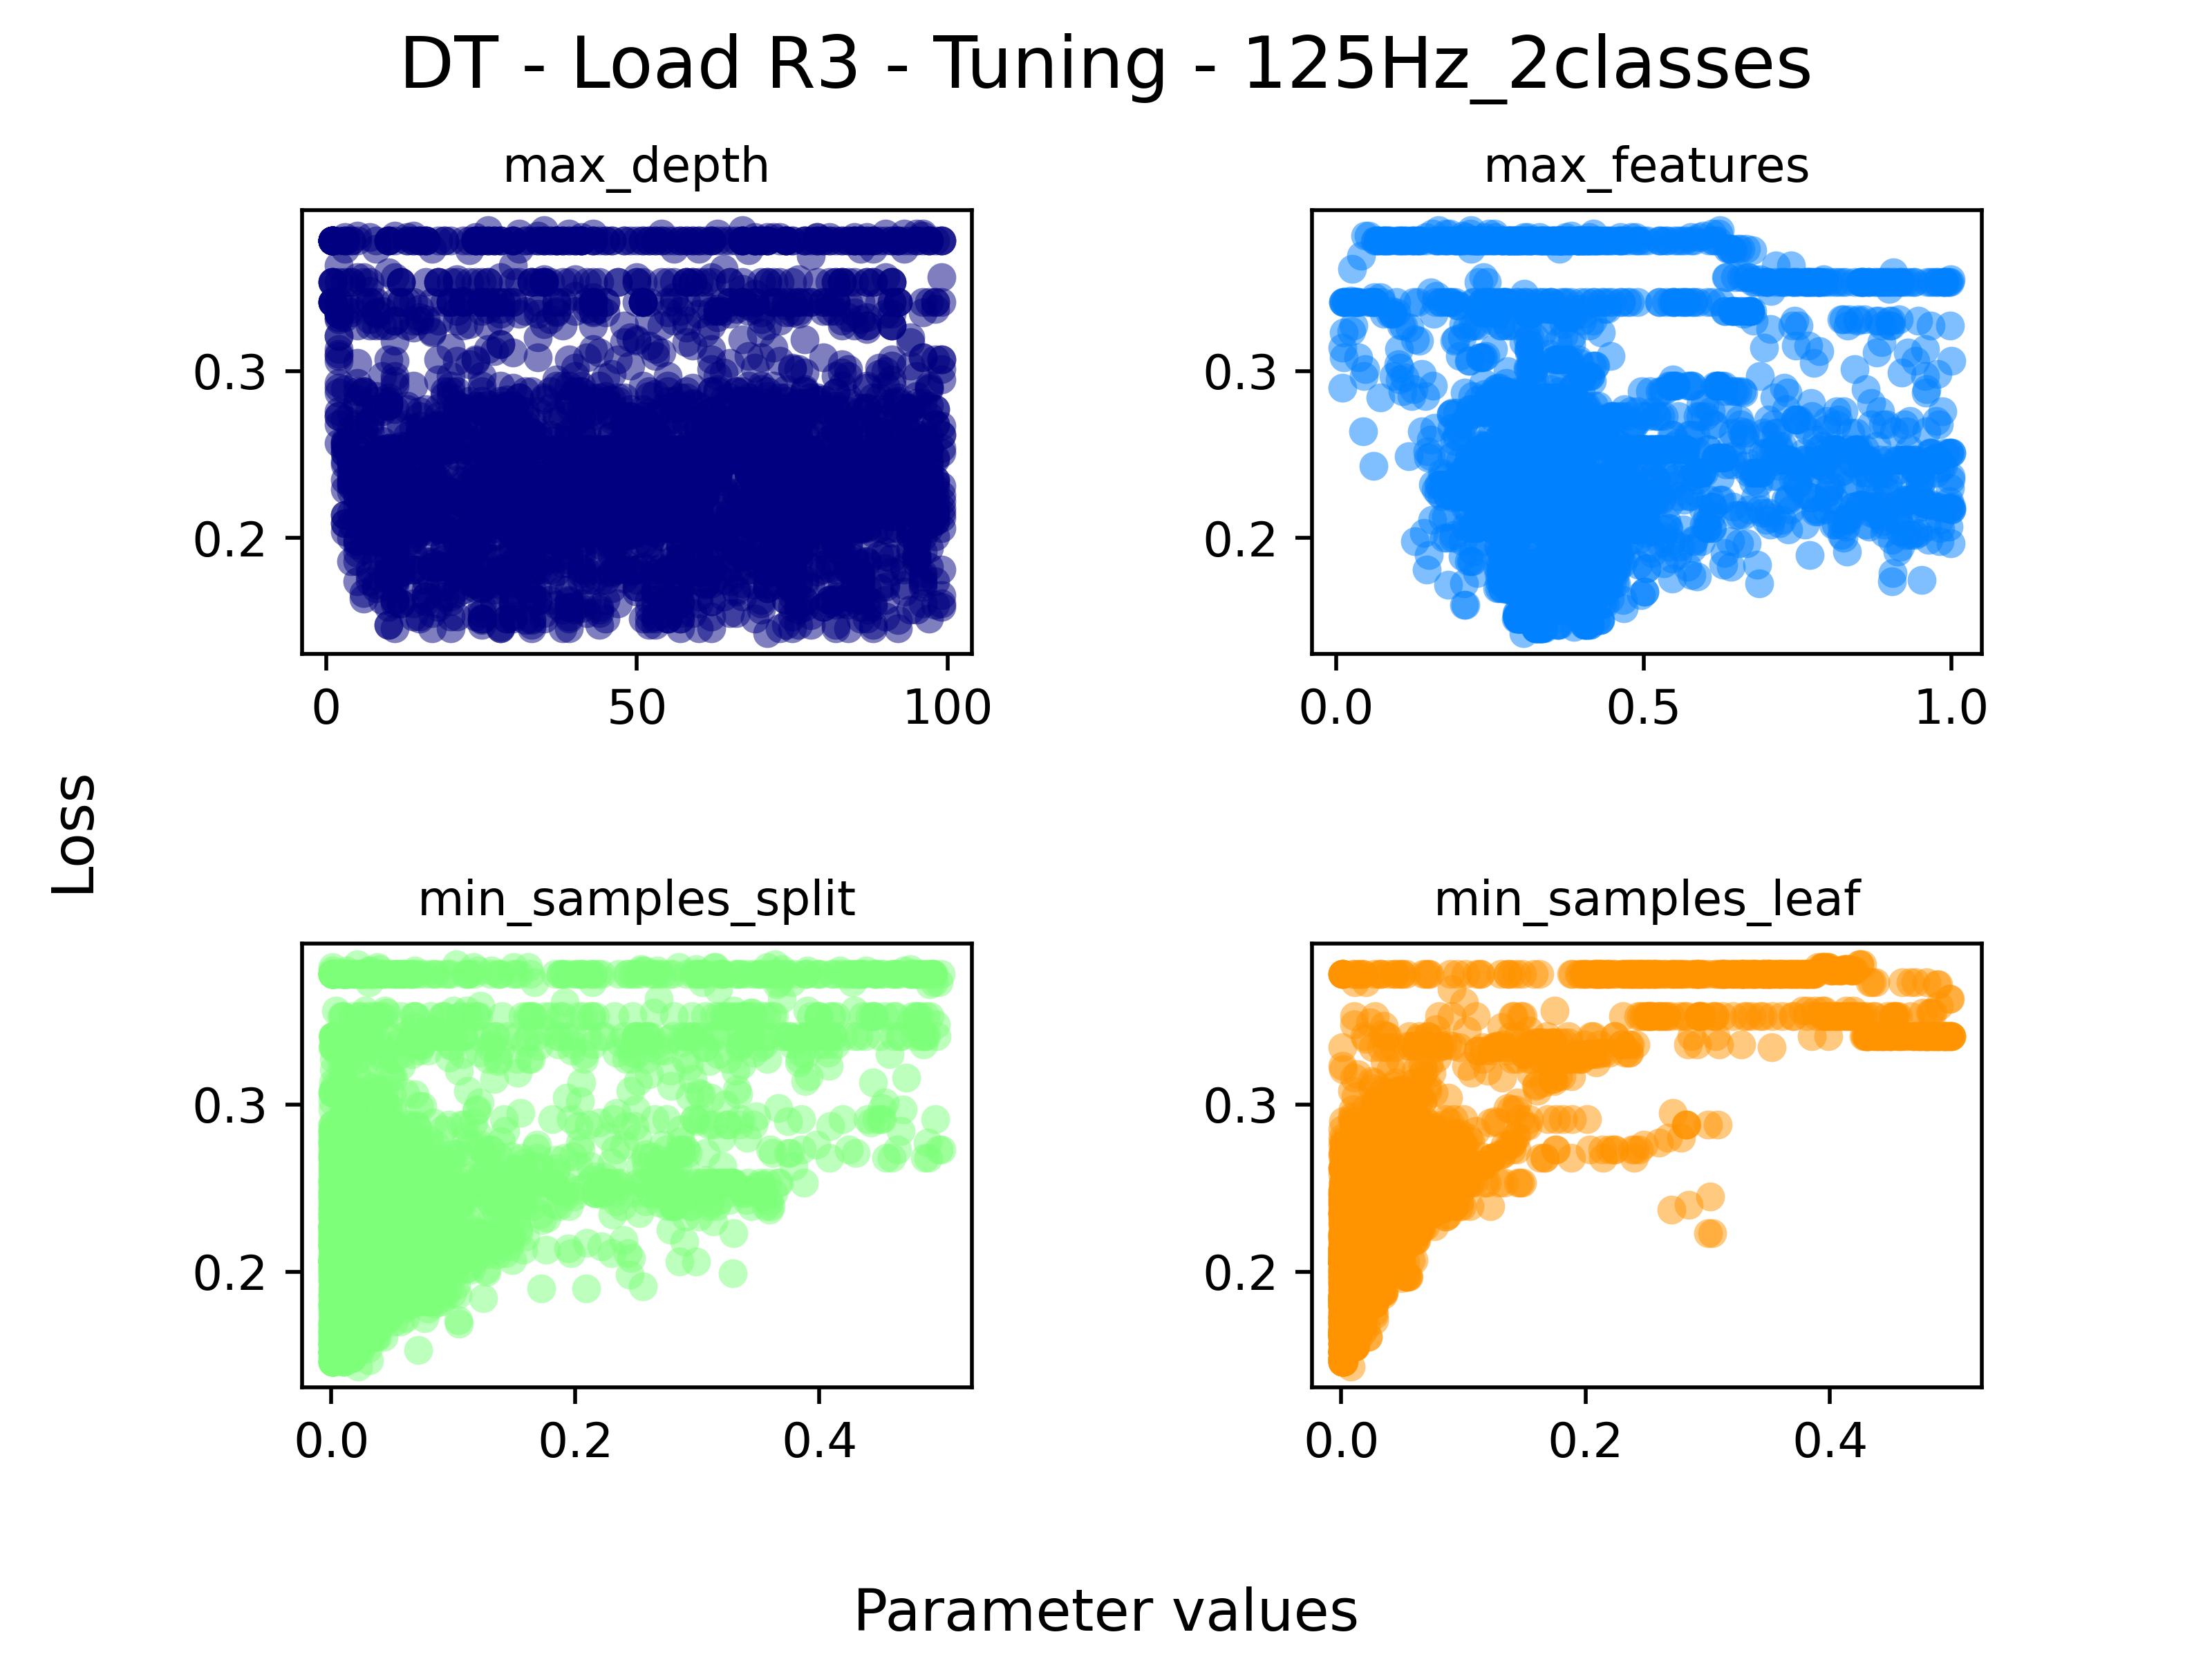 DT - Load R3 - Tuning - 125Hz_2classes
max_depth
max_features
0.3
0.2
0
50
100
0.3
0.2
0.0
0.5
1.0
Loss
min_samples_split
min_samples_leaf
0.3
0.2
0.0
0.2
0.4
0.3
0.2
0.0
0.2
0.4
Parameter values